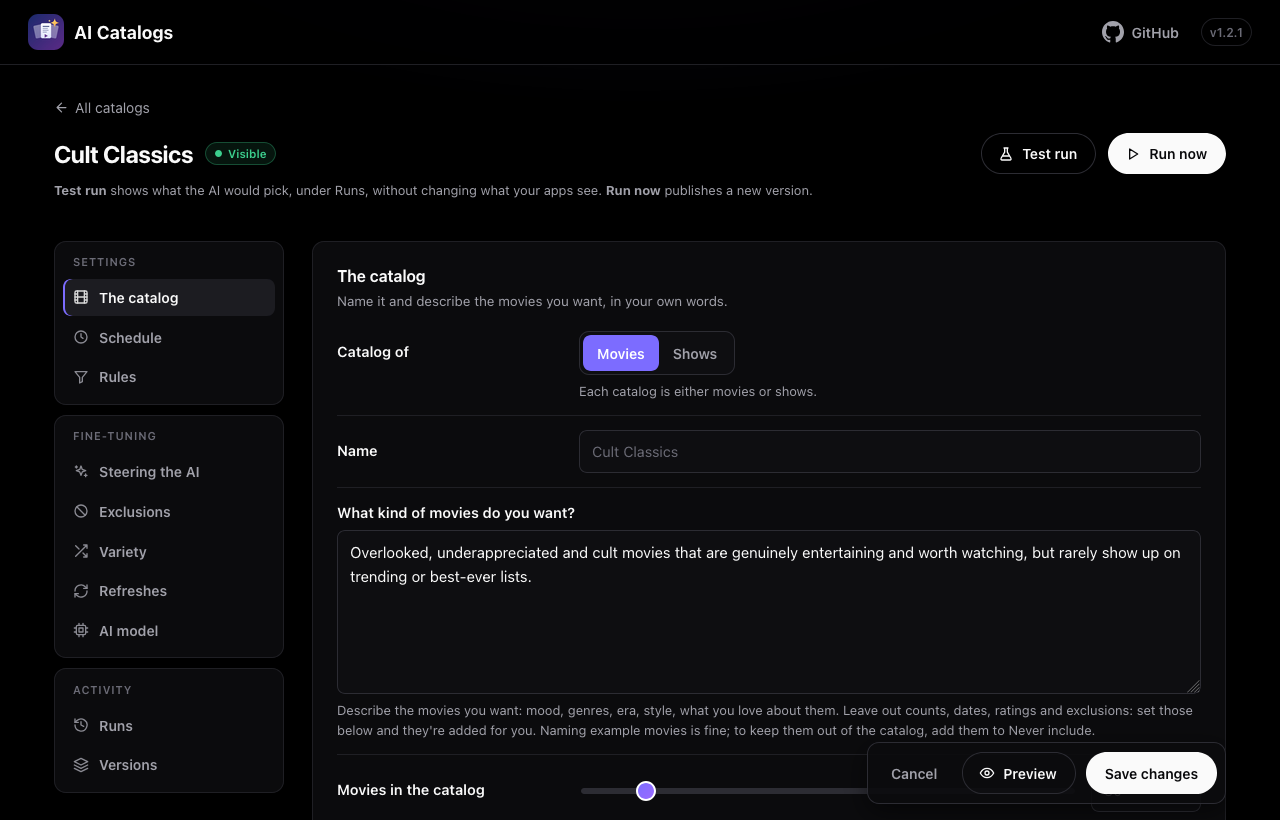 AI Catalogs
GitHub
v1.2.1
All catalogs
Cult Classics
Visible
Test run
Run now
Test run shows what the AI would pick, under Runs, without changing what your apps see. Run now publishes a new version.
SETTINGS
The catalog
Schedule
Rules
FINE-TUNING
Steering the AI
Exclusions
Variety
Refreshes
AI model
ACTIVITY
Runs
Versions
The catalog
Name it and describe the movies you want, in your own words.
Catalog of
Movies
Shows
Each catalog is either movies or shows.
Name
Cult Classics
What kind of movies do you want?
Overlooked, underappreciated and cult movies that are genuinely entertaining and worth watching, but rarely show up on
trending or best-ever lists.
Describe the movies you want: mood, genres, era, style, what you love about them. Leave out counts, dates, ratings and exclusions: set those
below and they're added for you. Naming example movies is fine; to keep them out of the catalog, add them to Never include.
Movies in the catalog
Cancel
Preview
Save changes